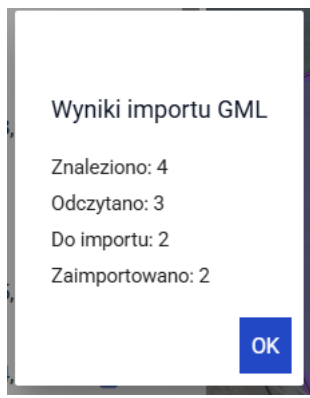 Wyniki importu GML
Znaleziono: 4
Odczytano: 3
Do importu: 2
Zaimportowano: 2
OK